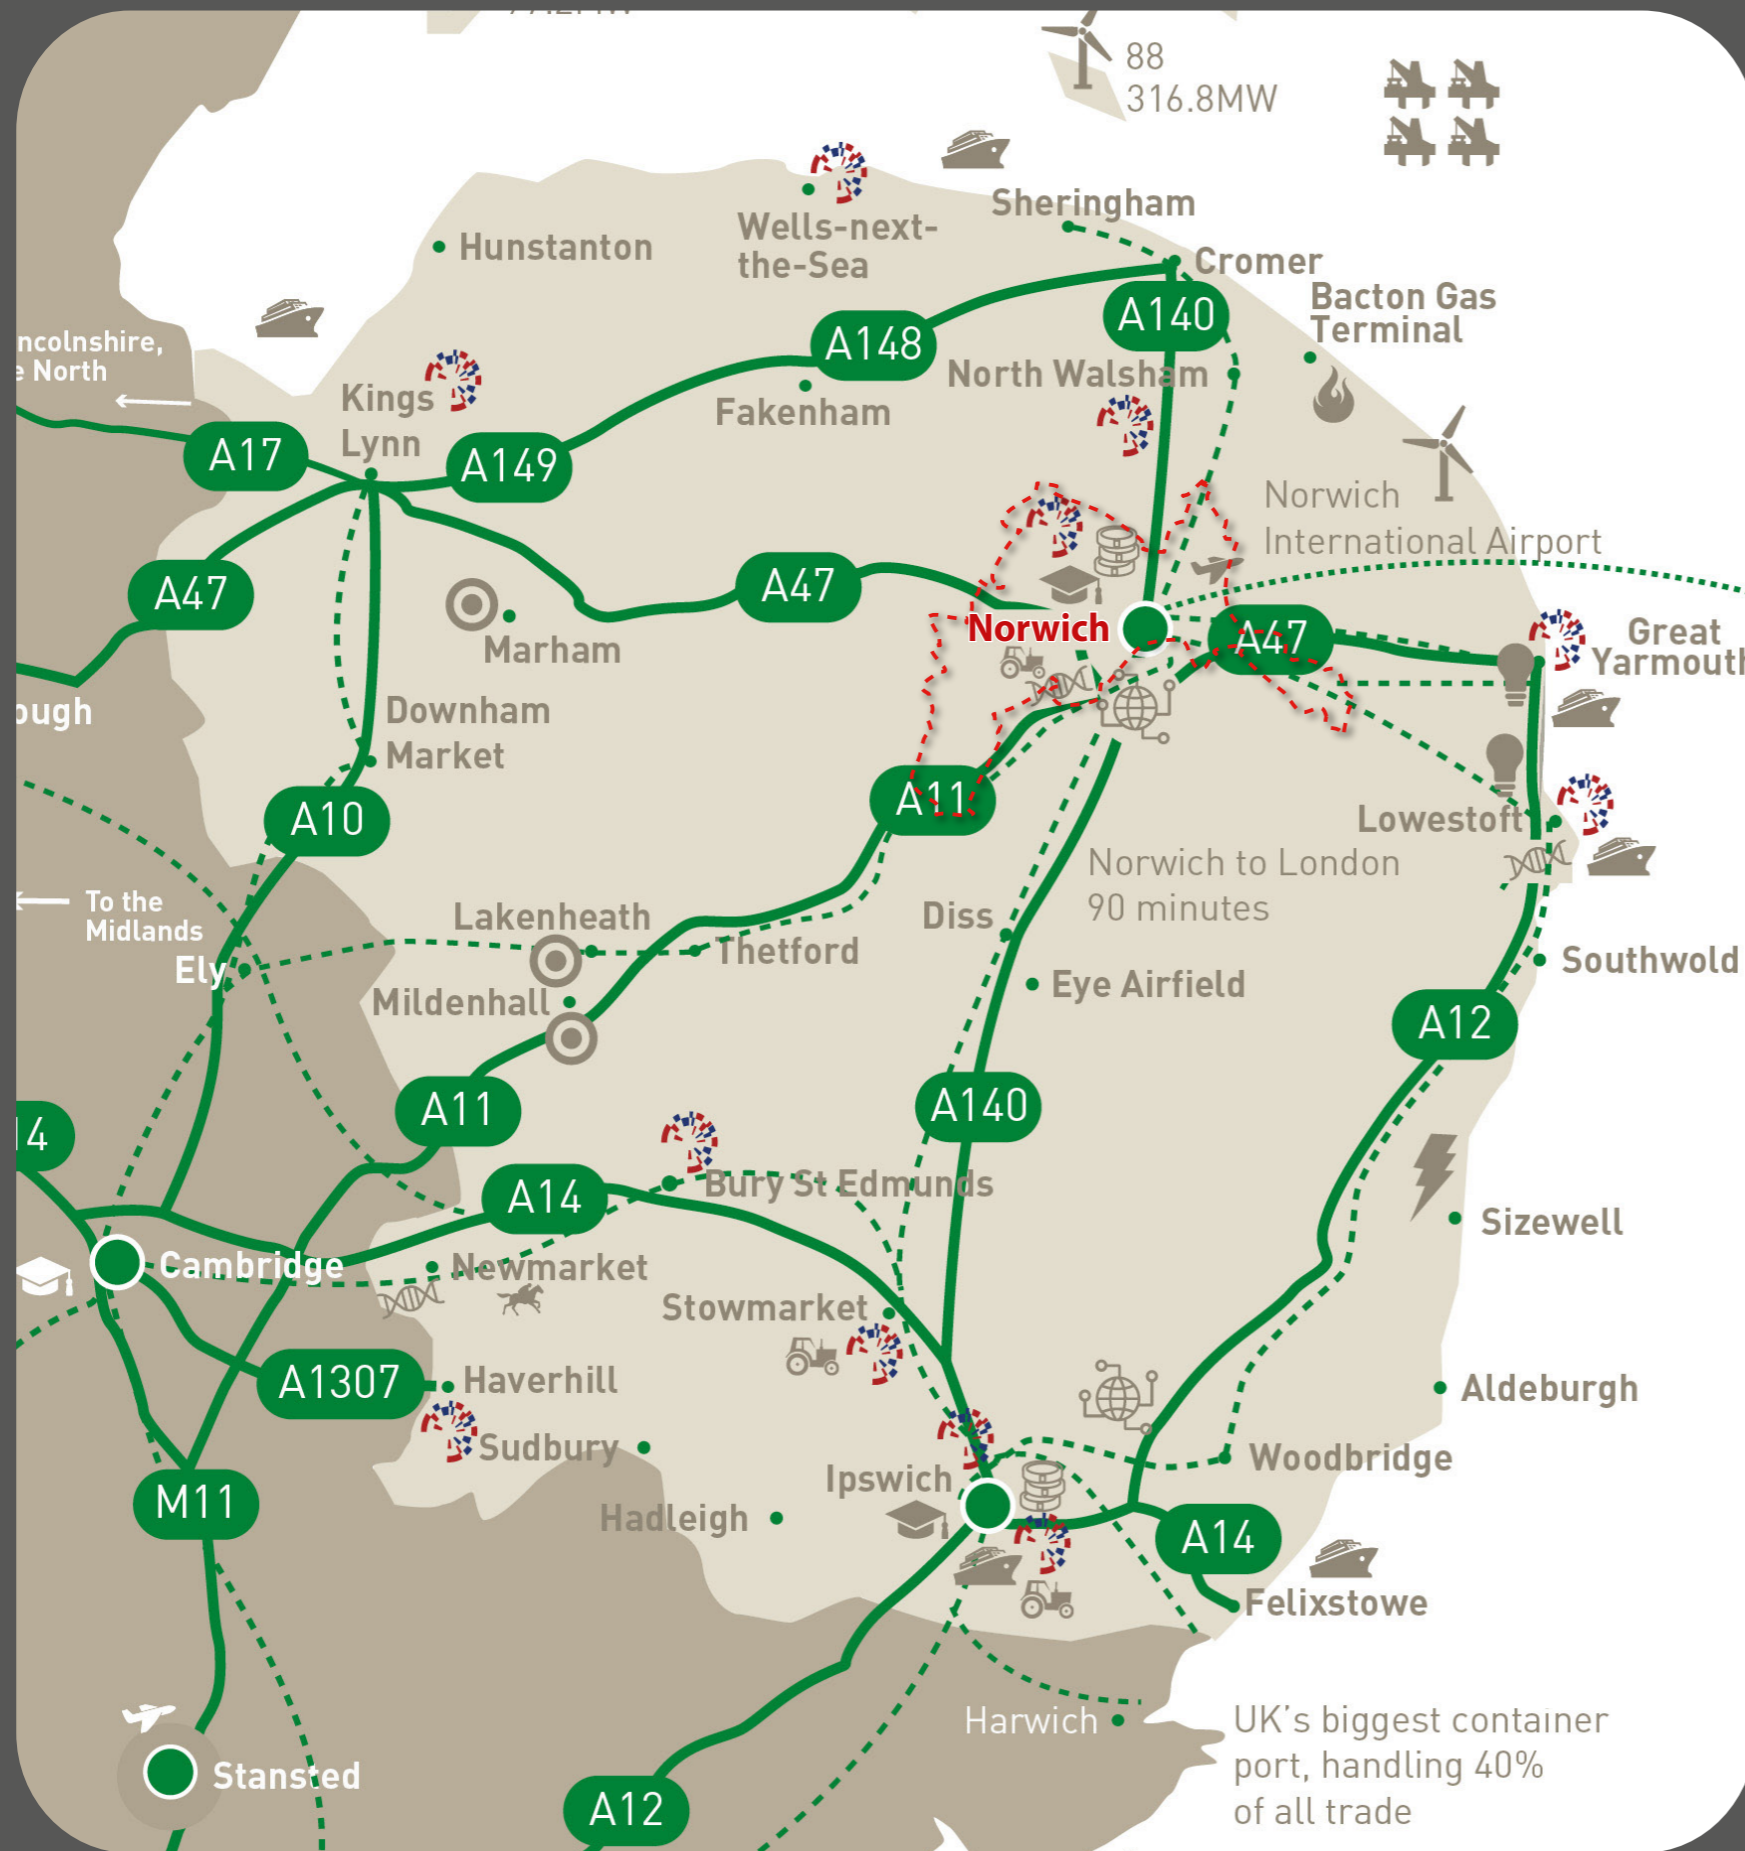 88
316.8MW
Sheringham
Wells-next-
the-Sea
Hunstanton
Cromer
Bacton Gas
Terminal
A140
A148
North Walsham
ncolnshire,
e North
Kings
Lynn
Fakenham
A17
A149
Norwich
International Airport
A47
A47
Norwich
A47
Great
Yarmouth
Marham
ough
Downham
Market
A10
A11
Lowestoft
Norwich to London
90 minutes
To the
Midlands
Lakenheath
Diss
Thetford
Ely
Southwold
Mildenhall
Eye Airfield
A12
A11
A140
14
A14
Bury St Edmunds
Sizewell
Cambridge
Newmarket
Stowmarket
A1307
Haverhill
Aldeburgh
Sudbury
Woodbridge
Ipswich
M11
Hadleigh
A14
Felixstowe
Harwich
UK's biggest container
port, handling 40%
of all trade
Stansted
A12